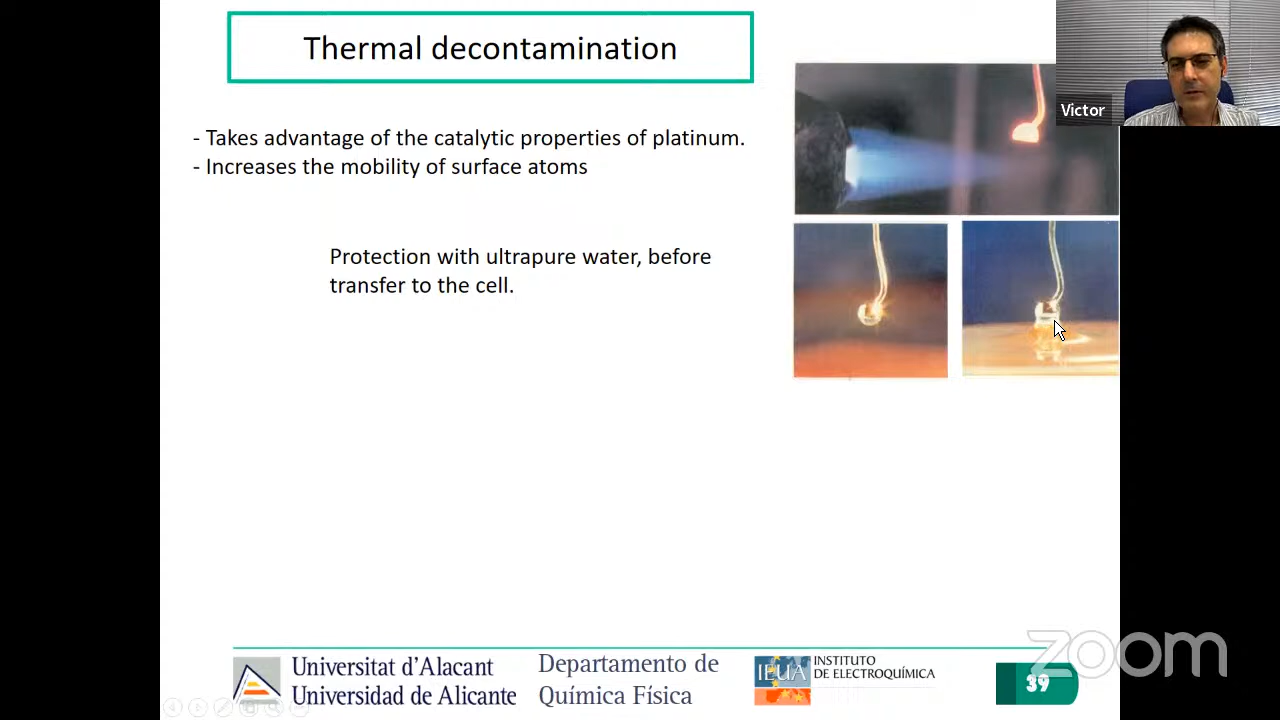 Thermal decontamination
Victor
- Takes advantage of the catalytic properties of platinum.
- Increases the mobility of surface atoms
Protection with ultrapure water, before
transfer to the cell.
Universitat d'Alacant
Universidad de Alicante
Departamento de
Química Física
IEUA
INSTITUTO
DE ELECTROQUÍMICA
39
zoom